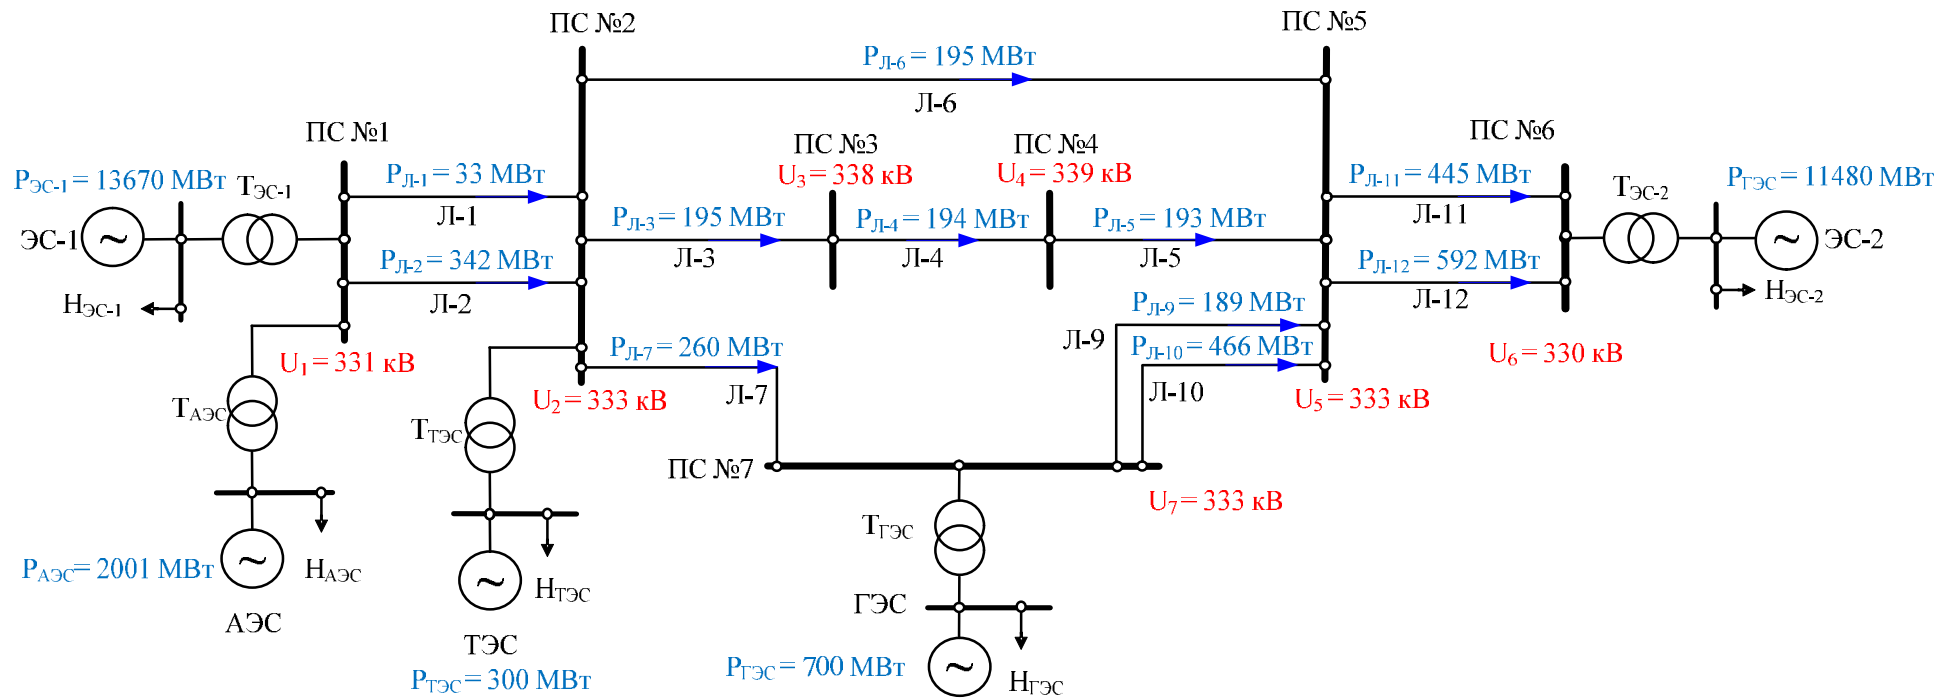 ПС №2
ПС №5
P Л-6 = 195 МВт
Л-6
ПС №1
ПС №3
ПС №4
ПС №6
U3 = 338 кВ
U4 = 339 кВ
PЭС-1 = 13670 МВт
TЭС-1
PЛ-1 = 33 МВт
Л-1
PЛ-11 = 445 МВт
Л-11
TЭС-2
PГЭС = 11480 МВт
ЭС-1
~
PЛ-3 = 195 МВт
Л-3
PЛ-4 = 194 МВт
Л-4
PЛ-5 = 193 МВт
Л-5
~
ЭС-2
PЛ-2 = 342 МВт
Л-2
PЛ-12 = 592 МВт
Л-12
HЭС-1
HЭС-2
PЛ-9 = 189 МВт
Л-9
U1 = 331 кВ
PЛ-7 = 260 МВт
Л-7
PЛ-10 = 466 МВт
Л-10
U6 = 330 кВ
TАЭС
U2 = 333 кВ
U5 = 333 кВ
TТЭС
ПС №7
U7 = 333 кВ
TГЭС
PАЭС = 2001 МВт
~
HАЭС
АЭС
~
HТЭС
ТЭС
PТЭС = 300 МВт
ГЭС
PГЭС = 700 МВт
~
HГЭС